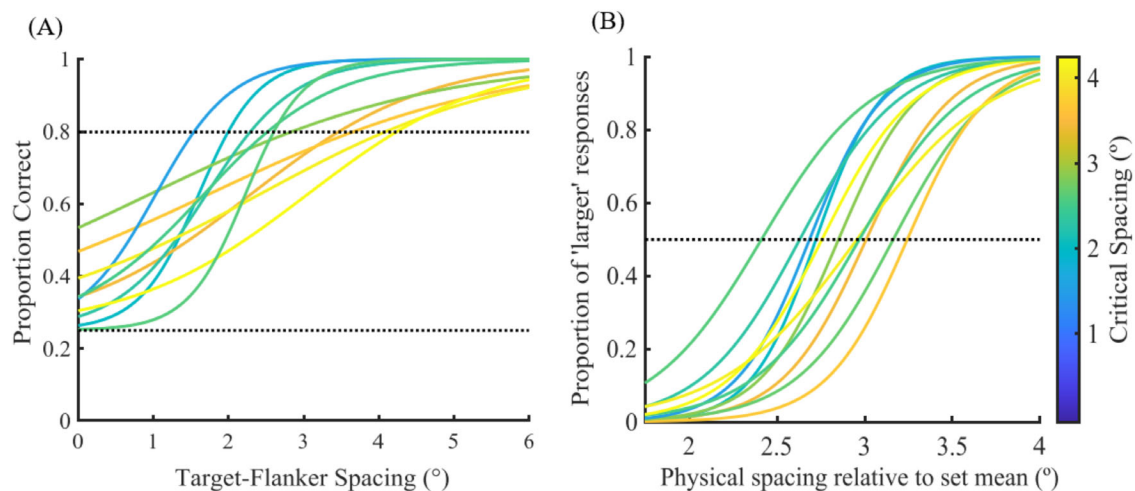 (A)
Proportion Correct
1
0.8
0.6
0.4
0.2
0
0 1 2 3 4 5 6
Target-Flanker Spacing (°)
(B)
Proportion of 'larger' responses
1
0.8
0.6
0.4
0.2
0
2 2.5 3 3.5 4
Physical spacing relative to set mean (º)
4
3
2
1
Critical Spacing (º)